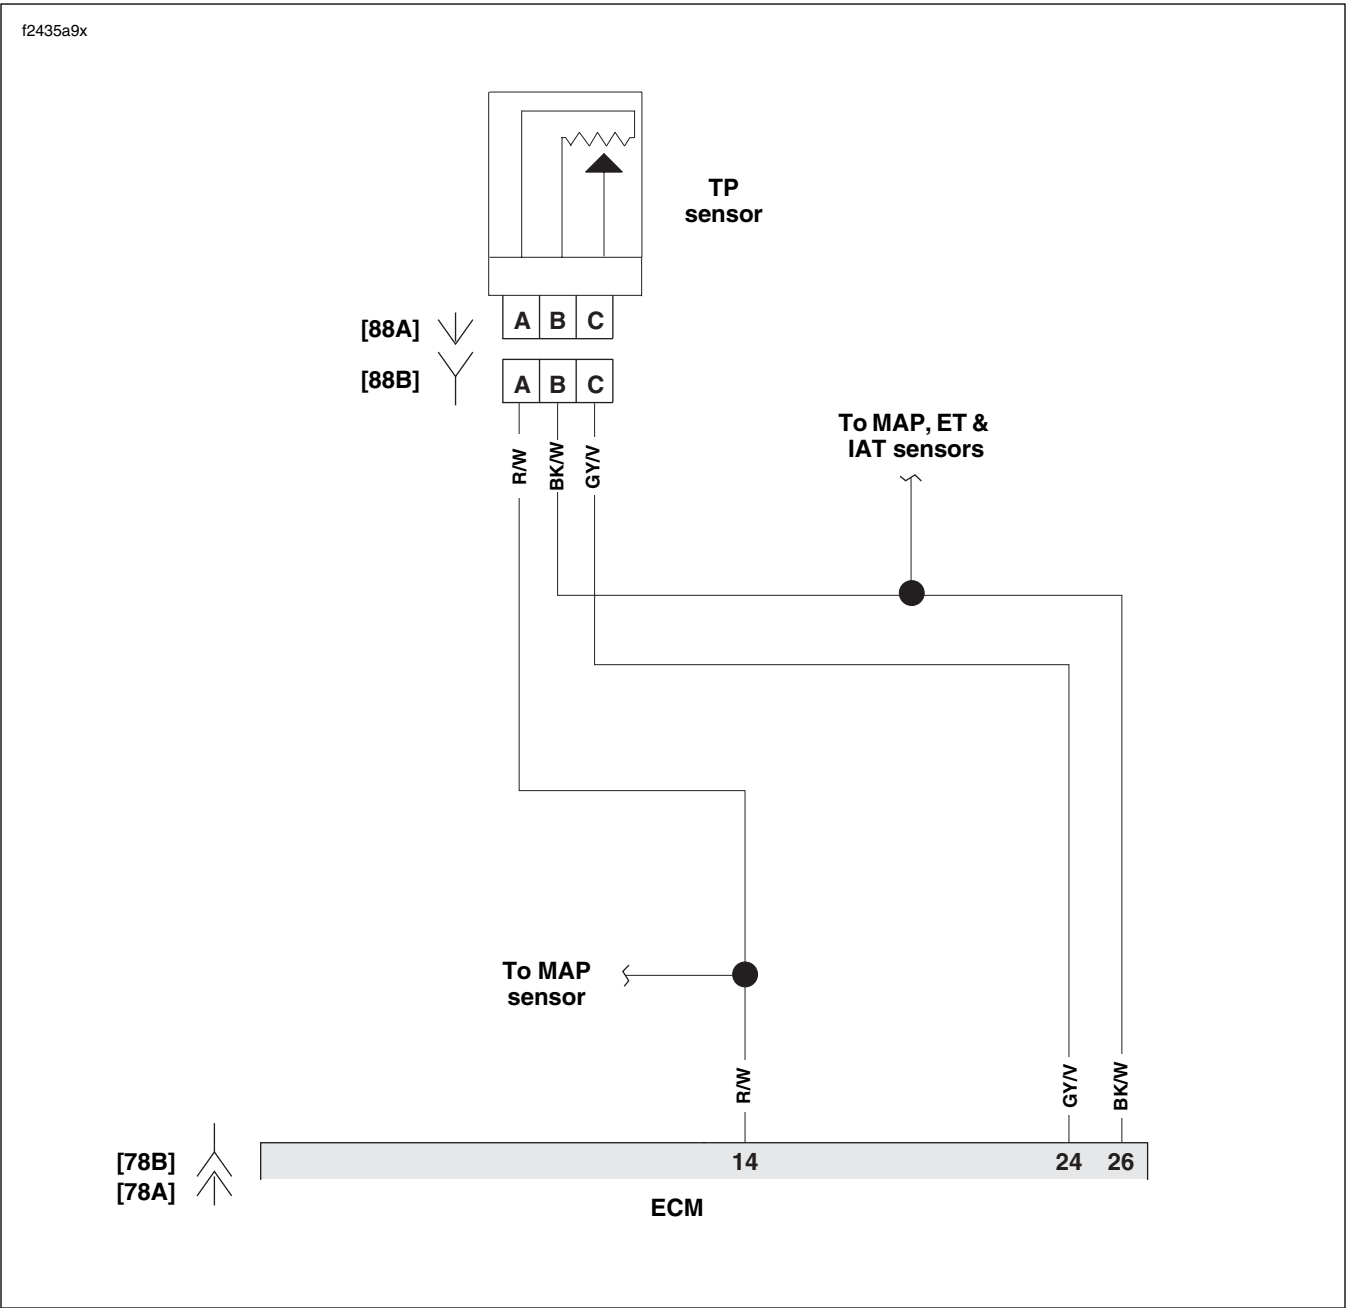 f2435a9x
TP
sensor
[88A]
A B C
[88B]
A B C
R/W
BK/W
GY/V
To MAP, ET &
IAT sensors
To MAP
sensor
R/W
GY/V
BK/W
[78B]
14 24 26
[78A]
ECM